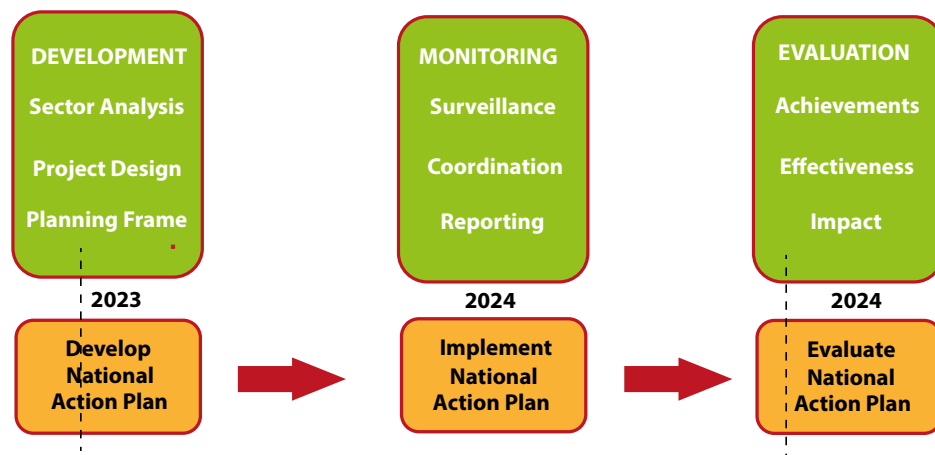 DEVELOPMENT
Sector Analysis
Project Design
Planning Frame
2023
Develop
National
Action Plan
MONITORING
Surveillance
Coordination
Reporting
2024
Implement
National
Action Plan
EVALUATION
Achievements
Effectiveness
Impact
2024
Evaluate
National
Action Plan